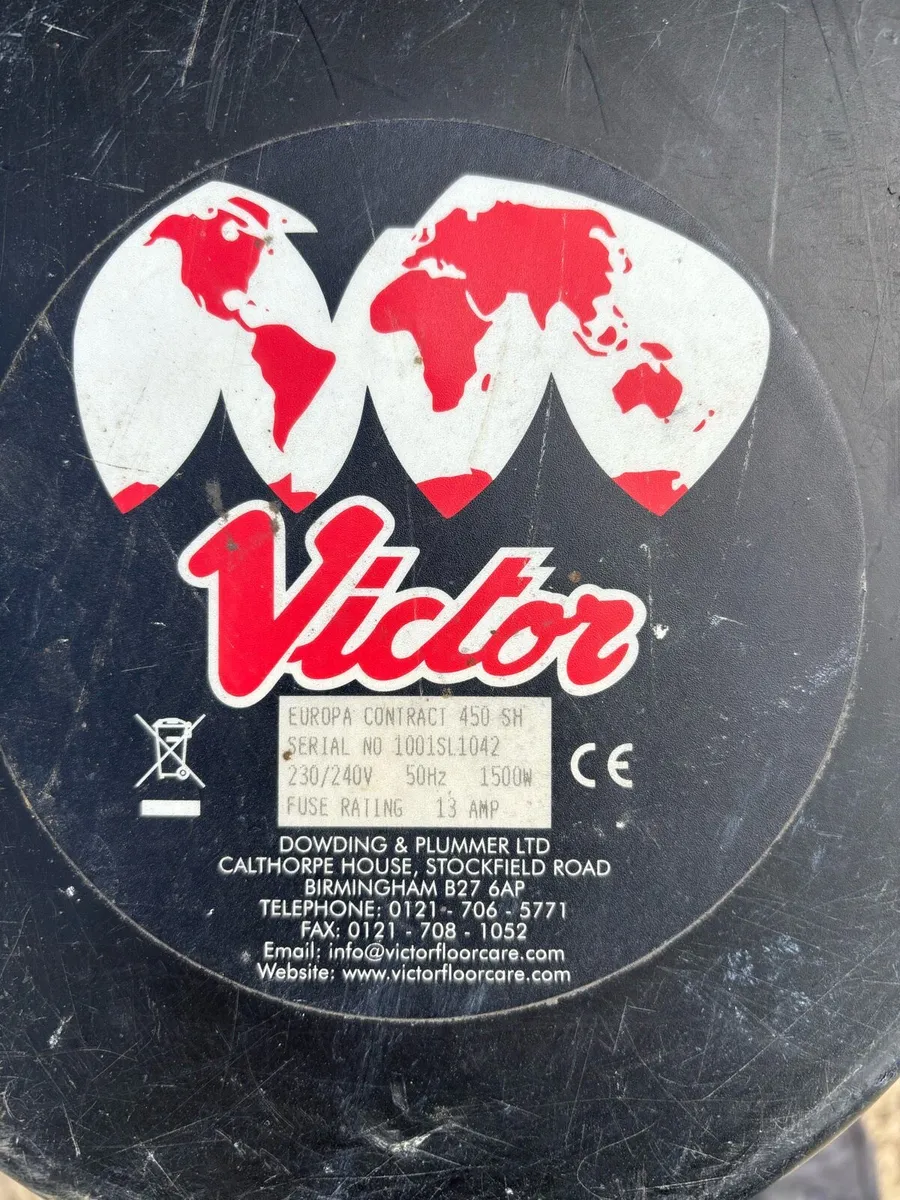 Victor
EUROPA CONTRACT 450 SH
SERIAL NO 1001SL1042
230/240V 50Hz 1500W
FUSE RATING 13 AMP
CE
DOWDING & PLUMMER LTD
CALTHORPE HOUSE, STOCKFIELD ROAD
BIRMINGHAM B27 6AP
TELEPHONE: 0121 - 706 - 5771
FAX: 0121 - 708 - 1052
Email: info@victorfloorcare.com
Website: www.victorfloorcare.com